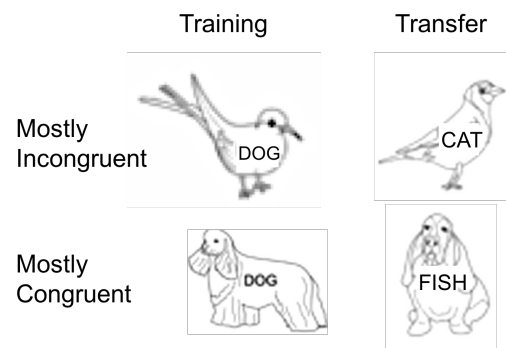 Training
Transfer
Mostly
Incongruent
DOG
CAT
Mostly
Congruent
DOG
FISH